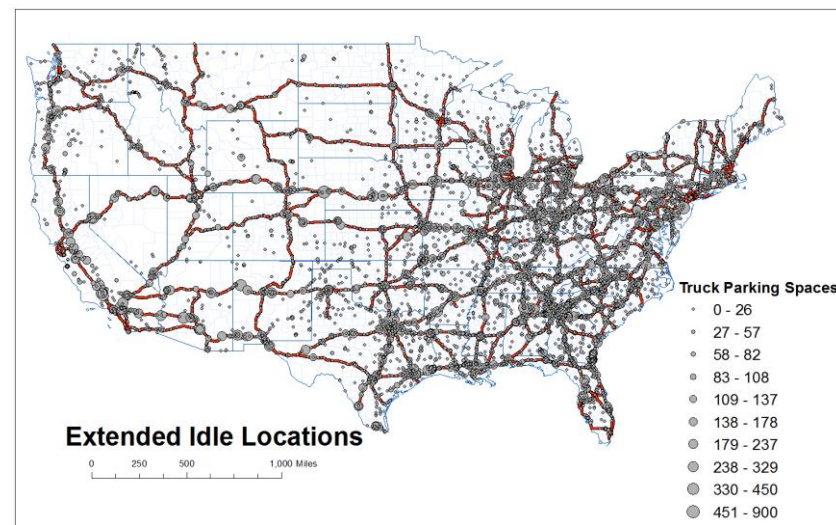 Truck Parking Spaces
0 - 26
27 - 57
58 - 82
83 - 108
109 - 137
138 - 178
179 - 237
238 - 329
330 - 450
451 - 900
Extended Idle Locations
0 250 500 1,000 Miles